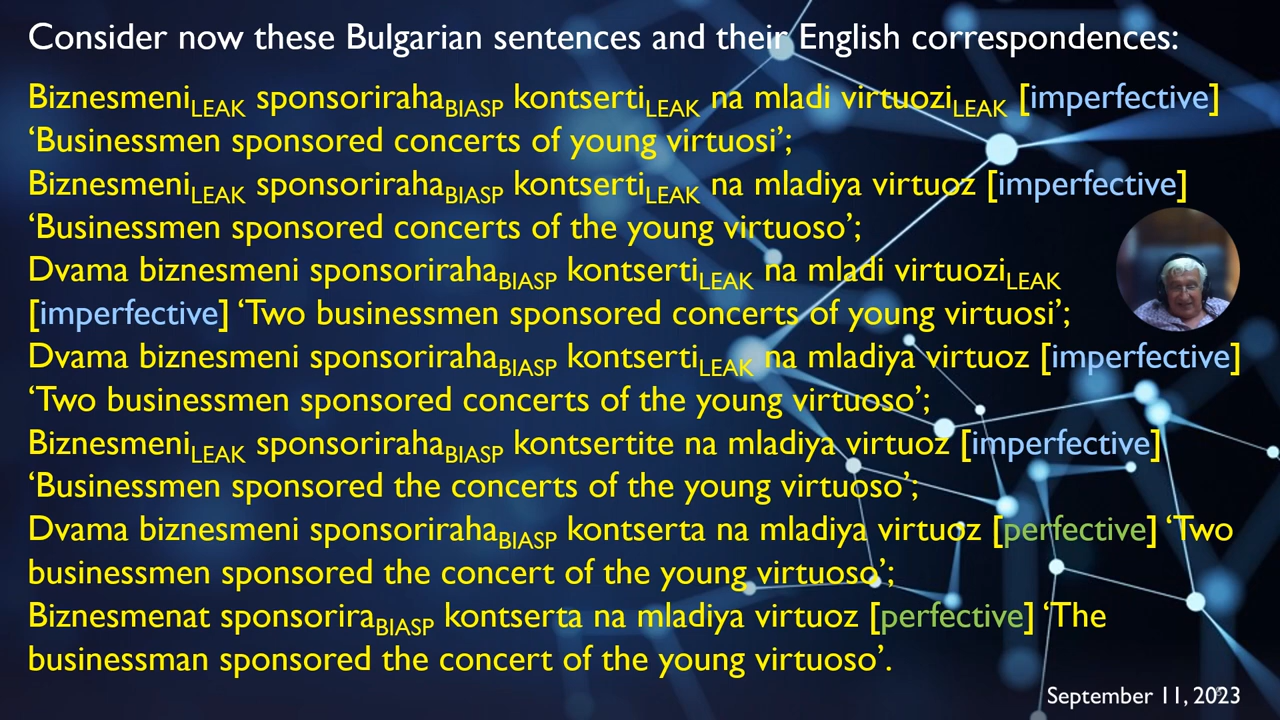 Consider now these Bulgarian sentences and their English correspondences:
BiznesmeniLEAK sponsorirahaBIASP kontsertiLEAK na mladi virtuoziLEAK [imperfective]
‘Businessmen sponsored concerts of young virtuosi’;
BiznesmeniLEAK sponsorirahaBIASP kontsertiLEAK na mladiya virtuoz [imperfective]
‘Businessmen sponsored concerts of the young virtuoso’;
Dvama biznesmeni sponsorirahaBIASP kontsertiLEAK na mladi virtuoziLEAK
[imperfective] ‘Two businessmen sponsored concerts of young virtuosi’;
Dvama biznesmeni sponsorirahaBIASP kontsertiLEAK na mladiya virtuoz [imperfective]
‘Two businessmen sponsored concerts of the young virtuoso’;
BiznesmeniLEAK sponsorirahaBIASP kontsertite na mladiya virtuoz [imperfective]
‘Businessmen sponsored the concerts of the young virtuoso’;
Dvama biznesmeni sponsorirahaBIASP kontserta na mladiya virtuoz [perfective] ‘Two
businessmen sponsored the concert of the young virtuoso’;
Biznesmenat sponsoriraBIASP kontserta na mladiya virtuoz [perfective] ‘The
businessman sponsored the concert of the young virtuoso’.
September 11, 2023